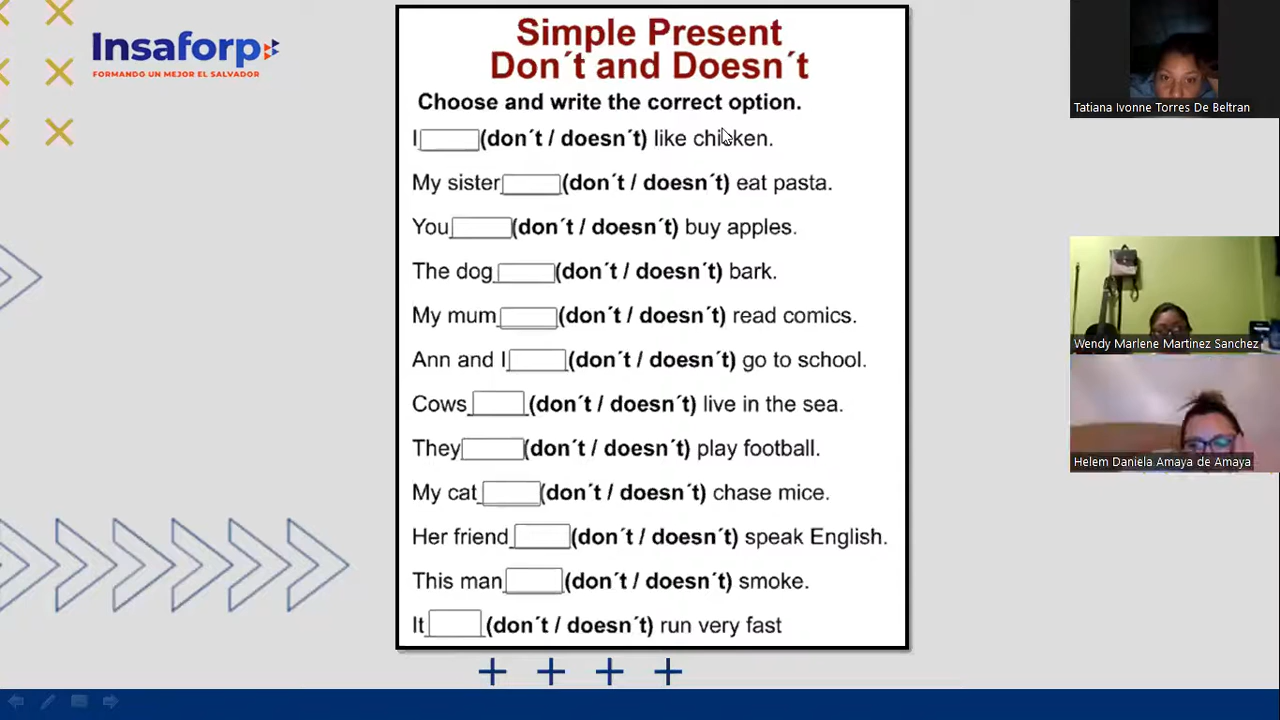 Insaforp
FORMANDO UN MEJOR EL SALVADOR
Simple Present
Don´t and Doesn´t
Choose and write the correct option.
I (don´t / doesn´t) like chicken.
My sister (don´t / doesn´t) eat pasta.
You (don´t / doesn´t) buy apples.
The dog (don´t / doesn´t) bark.
My mum (don´t / doesn´t) read comics.
Ann and I (don´t / doesn´t) go to school.
Cows (don´t / doesn´t) live in the sea.
They (don´t / doesn´t) play football.
My cat (don´t / doesn´t) chase mice.
Her friend (don´t / doesn´t) speak English.
This man (don´t / doesn´t) smoke.
It (don´t / doesn´t) run very fast
Tatiana Ivonne Torres De Beltran
Wendy Marlene Martinez Sanchez
Helem Daniela Amaya de Amaya